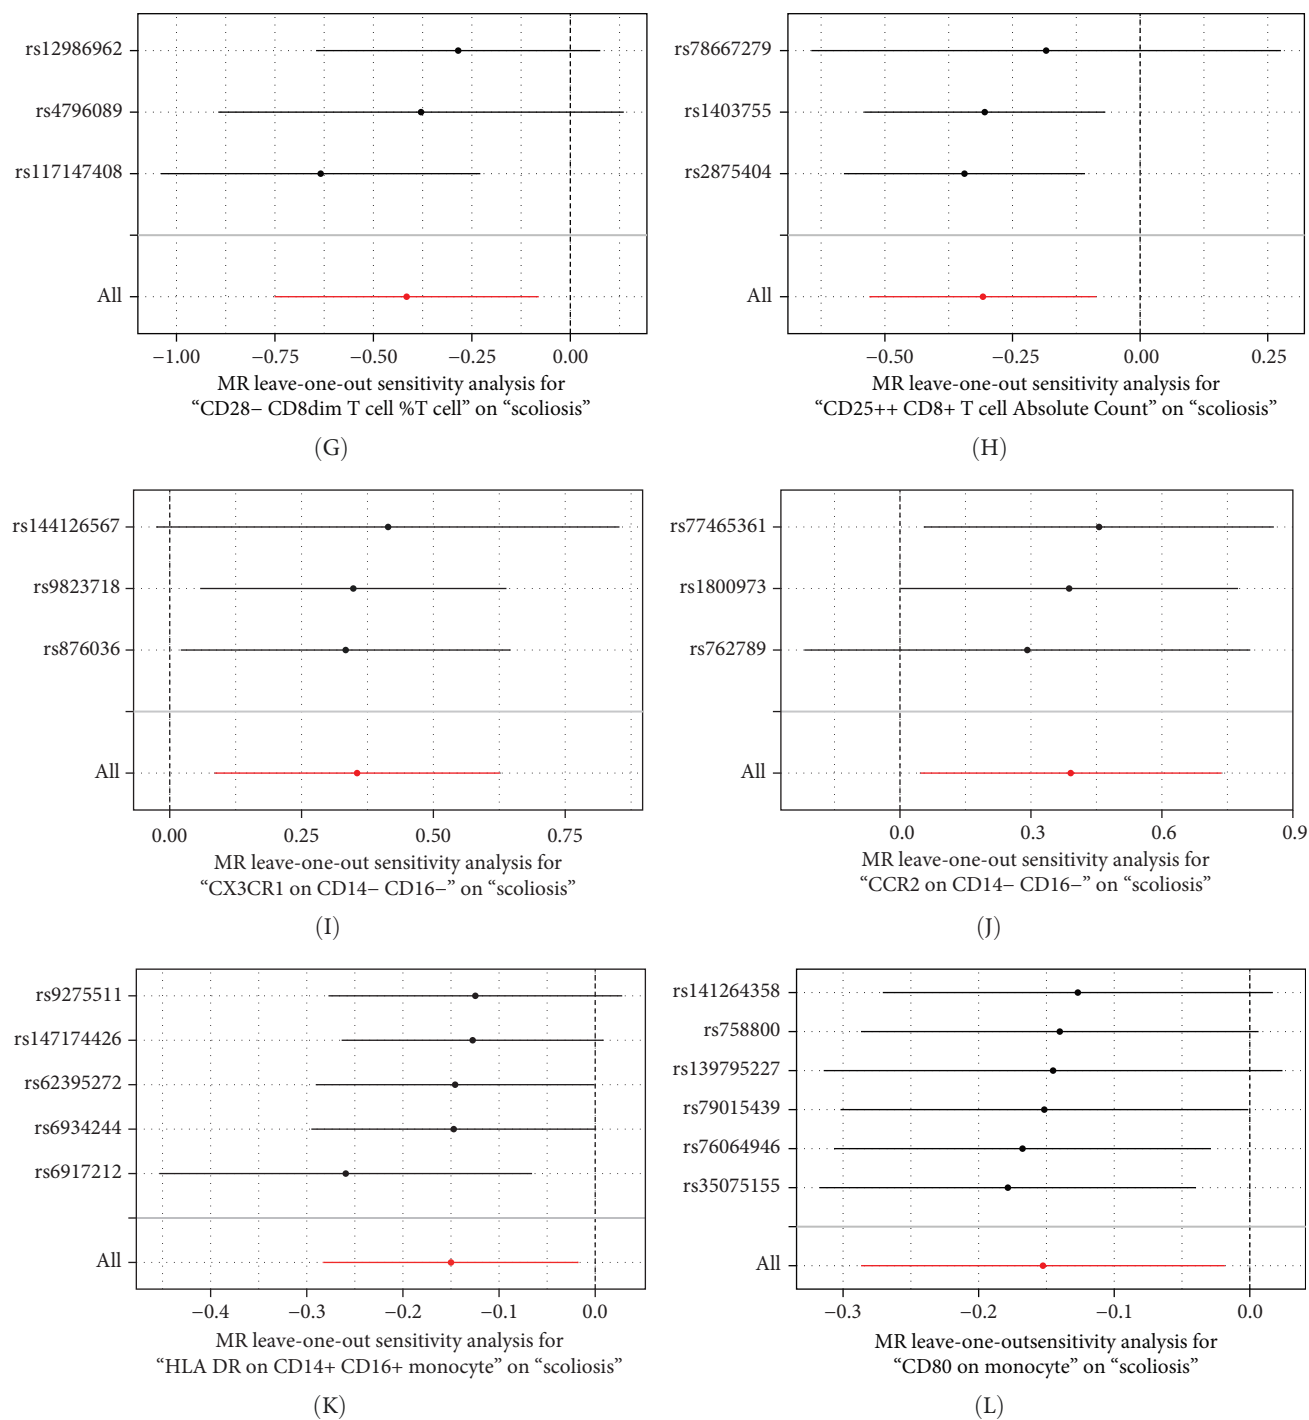 rs12986962
rs4796089
rs117147408
All
−1.00 −0.75 −0.50 −0.25 0.00
MR leave-one-out sensitivity analysis for
“CD28− CD8dim T cell %T cell” on “scoliosis”
(G)
rs78667279
rs1403755
rs2875404
All
−0.50 −0.25 0.00 0.25
MR leave-one-out sensitivity analysis for
“CD25++ CD8+ T cell Absolute Count” on “scoliosis”
(H)
rs144126567
rs9823718
rs876036
All
0.00 0.25 0.50 0.75
MR leave-one-out sensitivity analysis for
“CX3CR1 on CD14− CD16−” on “scoliosis”
(I)
rs77465361
rs1800973
rs762789
All
0.0 0.3 0.6 0.9
MR leave-one-out sensitivity analysis for
“CCR2 on CD14− CD16−” on “scoliosis”
(J)
rs9275511
rs147174426
rs62395272
rs6934244
rs6917212
All
−0.4 −0.3 −0.2 −0.1 0.0
MR leave-one-out sensitivity analysis for
“HLA DR on CD14+ CD16+ monocyte” on “scoliosis”
(K)
rs141264358
rs758800
rs139795227
rs79015439
rs76064946
rs35075155
All
−0.3 −0.2 −0.1 0.0
MR leave-one-outsensitivity analysis for
“CD80 on monocyte” on “scoliosis”
(L)